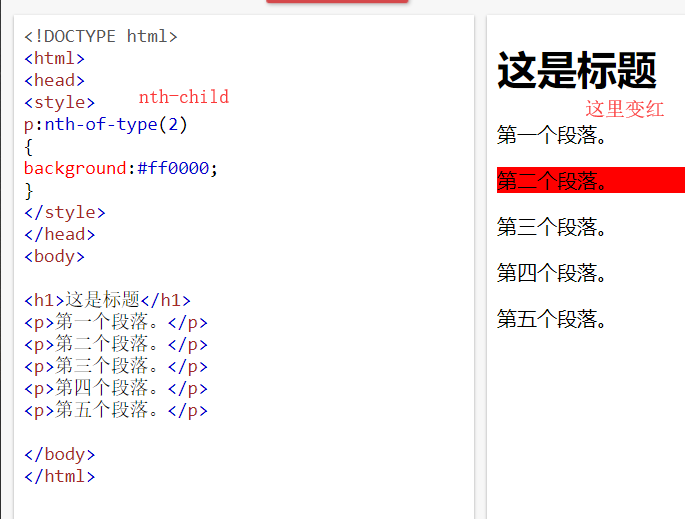 <!DOCTYPE html>
<html>
<head>
<style>
nth-child
p:nth-of-type(2)
{
background:#ff0000;
}
</style>
</head>
<body>
<h1>这是标题</h1>
<p>第一个段落。</p>
<p>第二个段落。</p>
<p>第三个段落。</p>
<p>第四个段落。</p>
<p>第五个段落。</p>
</body>
</html>
这是标题
这里变红
第一个段落。
第二个段落。
第三个段落。
第四个段落。
第五个段落。